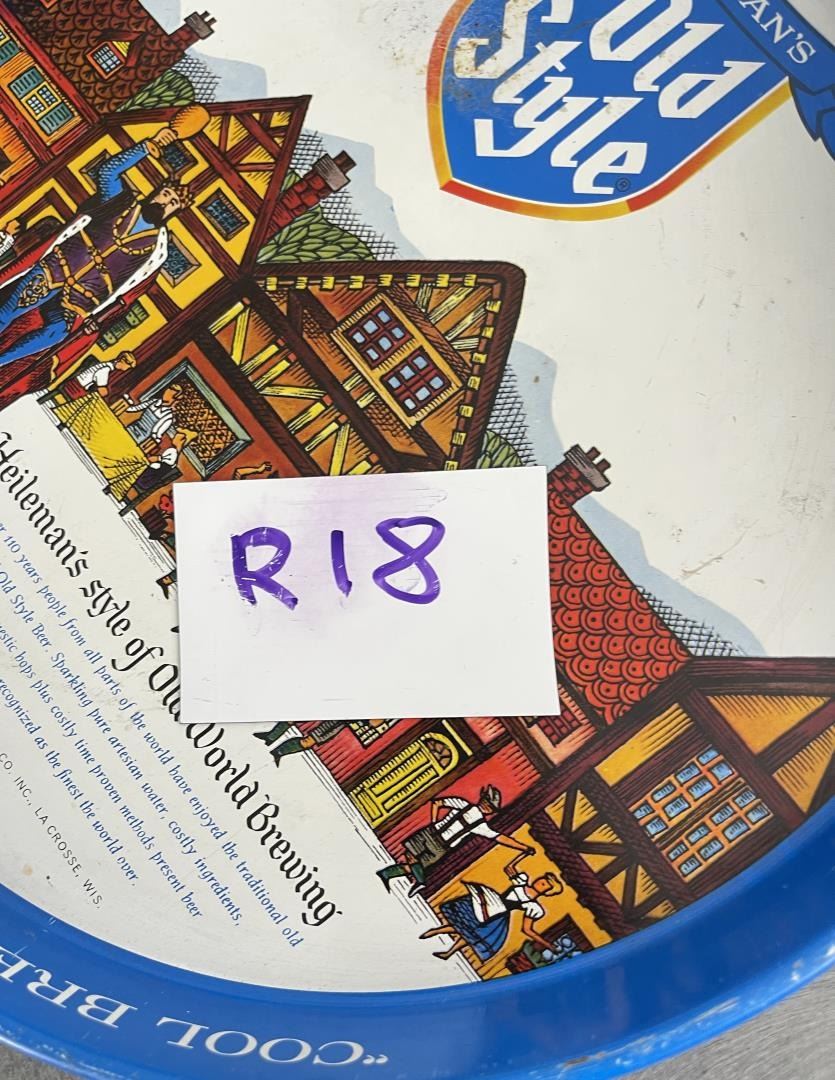 AN'S
Old
Style
®
R18
Heileman's style of Old World Brewing
110 years people from all parts of the world have enjoyed the traditional old
Old Style Beer. Sparkling pure artesian water, costly ingredients,
hops plus costly time proven methods present beer
recognized as the finest the world over.
CO. INC., LA CROSSE, WIS.
"COOL BRE